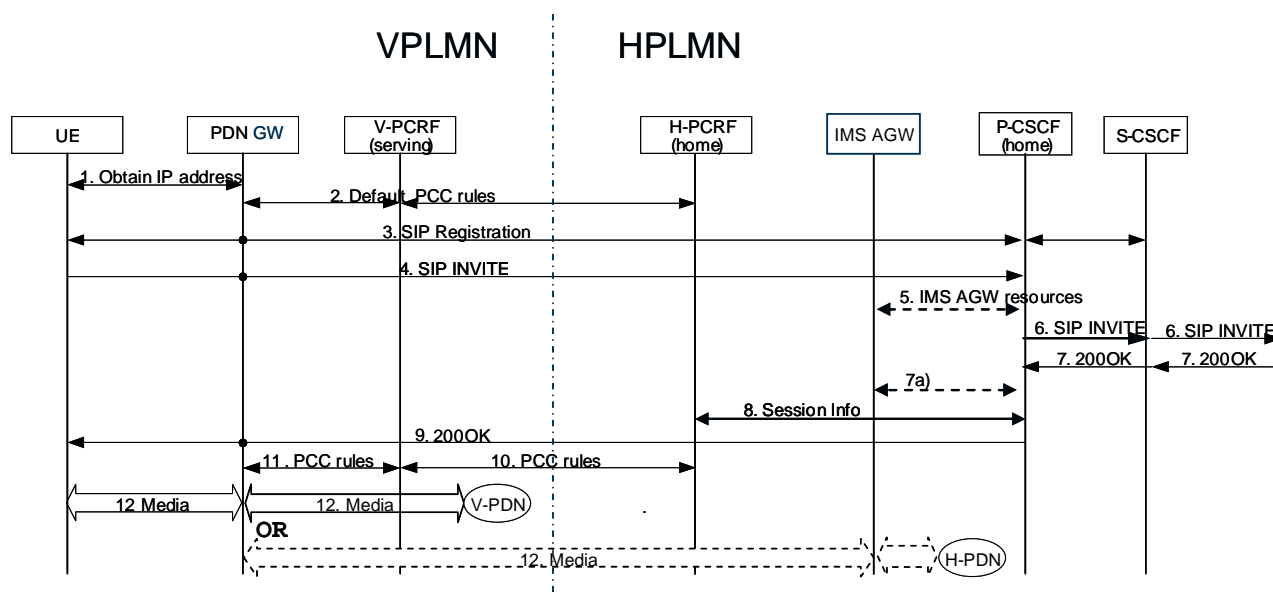 VPLMN HPLMN
UE
PDN GW
V-PCRF
(serving)
H-PCRF
(home)
IMS AGW
P-CSCF
(home)
S-CSCF
1. Obtain IP address
2. Default PCC rules
3. SIP Registration
4. SIP INVITE
5. IMS AGW resources
6. SIP INVITE 6. SIP INVITE
7. 200OK 7. 200OK
7a)
8. Session Info
9. 200OK
11. PCC rules 10. PCC rules
12 Media 12. Media V-PDN
OR
12. Media H-PDN